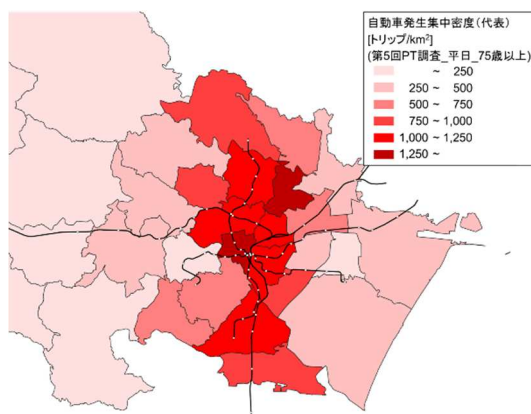 自動車発生集中密度(代表)
[トリップ/km²]
(第5回PT調査_平日_75歳以上)
~ 250
250 ~ 500
500 ~ 750
750 ~ 1,000
1,000 ~ 1,250
1,250 ~